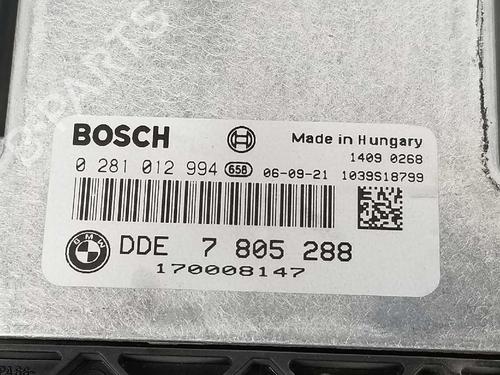 BOSCH
Made in Hungary
1409 0268
0 281 012 994 658 06-09-21 1039S18799
BMW
DDE 7 805 288
170008147